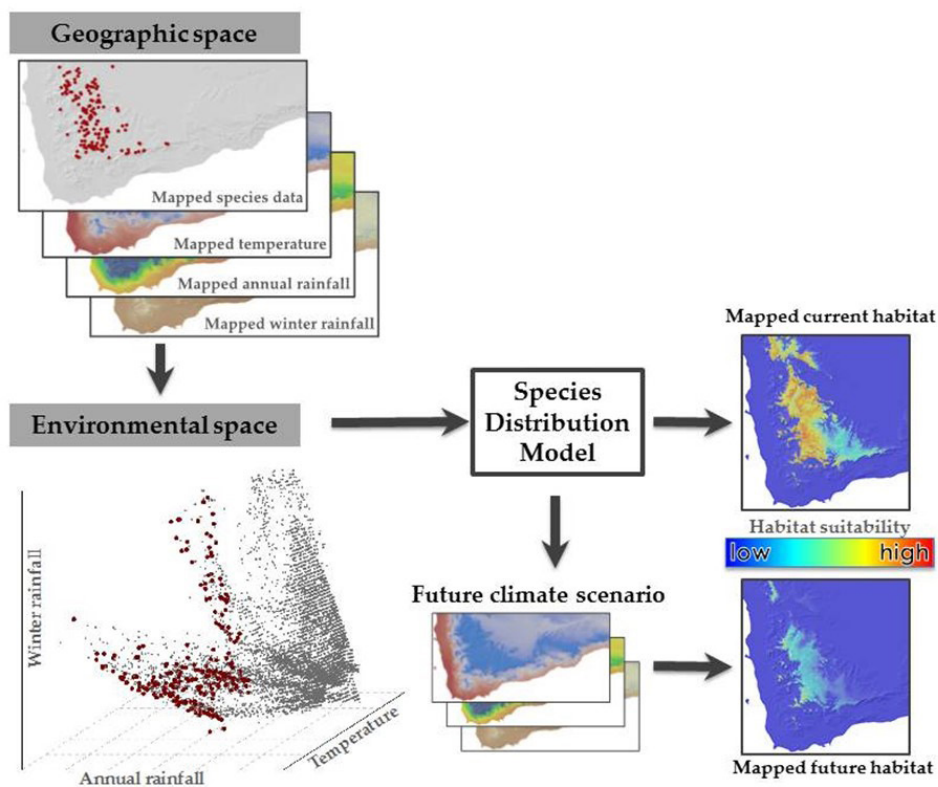 Geographic space
Mapped species data
Mapped temperature
Mapped annual rainfall
Mapped winter rainfall
Environmental space
Winter rainfall
Annual rainfall
Temperature
Species
Distribution
Model
Future climate scenario
Mapped current habitat
Habitat suitability
low high
Mapped future habitat